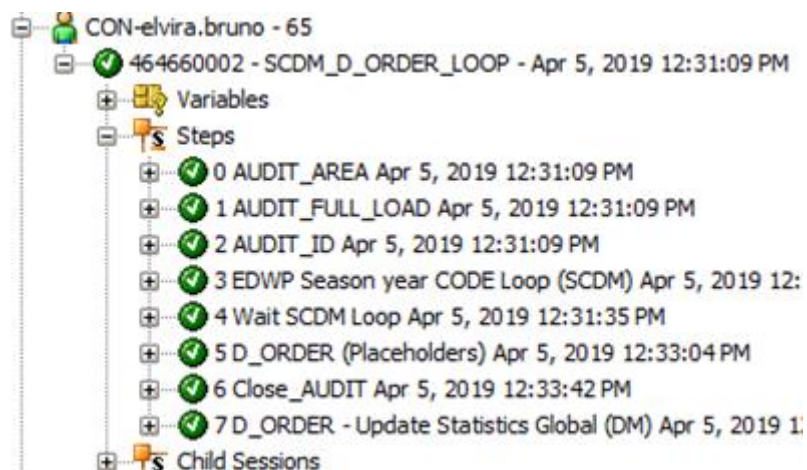 CON-elvira.bruno - 65
464660002 - SCDM_D_ORDER_LOOP - Apr 5, 2019 12:31:09 PM
Variables
Steps
0 AUDIT_AREA Apr 5, 2019 12:31:09 PM
1 AUDIT_FULL_LOAD Apr 5, 2019 12:31:09 PM
2 AUDIT_ID Apr 5, 2019 12:31:09 PM
3 EDWP Season year CODE Loop (SCDM) Apr 5, 2019 12:
4 Wait SCDM Loop Apr 5, 2019 12:31:35 PM
5 D_ORDER (Placeholders) Apr 5, 2019 12:33:04 PM
6 Close_AUDIT Apr 5, 2019 12:33:42 PM
7 D_ORDER - Update Statistics Global (DM) Apr 5, 2019 1
Child Sessions